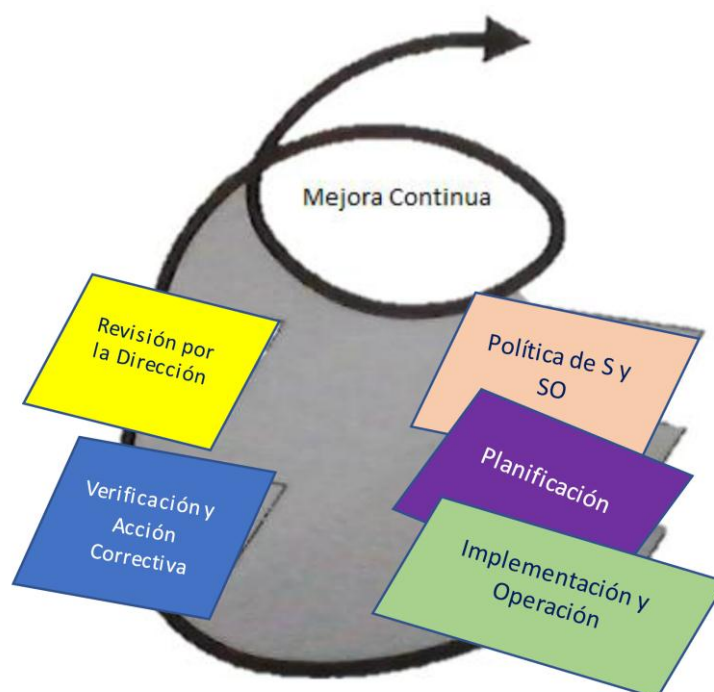 Mejora Continua
Revisión por
la Dirección
Política de S y
SO
Planificación
Verificación y
Acción
Correctiva
Implementación y
Operación